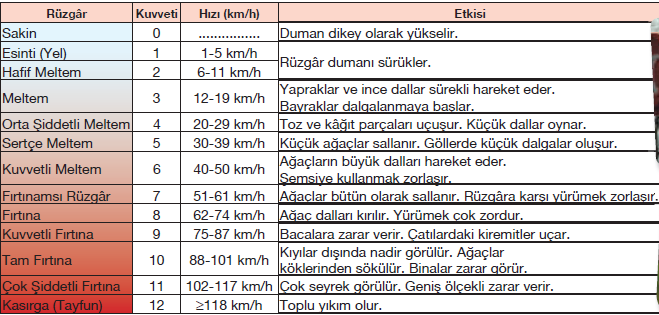 Rüzgâr Kuvveti Hızı (km/h) Etkisi
Sakin 0 ................ Duman dikey olarak yükselir.
Esinti (Yel) 1 1-5 km/h
Rüzgâr dumanı sürükler.
Hafif Meltem 2 6-11 km/h
Meltem 3 12-19 km/h Yapraklar ve ince dallar sürekli hareket eder.
Bayraklar dalgalanmaya başlar.
Orta Şiddetli Meltem 4 20-29 km/h Toz ve kâğıt parçaları uçuşur. Küçük dallar oynar.
Sertçe Meltem 5 30-39 km/h Küçük ağaçlar sallanır. Göllerde küçük dalgalar oluşur.
Kuvvetli Meltem 6 40-50 km/h Ağaçların büyük dalları hareket eder.
Şemsiye kullanmak zorlaşır.
Fırtınamsı Rüzgâr 7 51-61 km/h Ağaçlar bütün olarak sallanır. Rüzgâra karşı yürümek zorlaşır.
Fırtına 8 62-74 km/h Ağaç dalları kırılır. Yürümek çok zordur.
Kuvvetli Fırtına 9 75-87 km/h Bacalara zarar verir. Çatılardaki kiremitler uçar.
Tam Fırtına 10 88-101 km/h Kıyılar dışında nadir görülür. Ağaçlar
köklerinden sökülür. Binalar zarar görür.
Çok Şiddetli Fırtına 11 102-117 km/h Çok seyrek görülür. Geniş ölçekli zarar verir.
Kasırga (Tayfun) 12 ≥118 km/h Toplu yıkım olur.